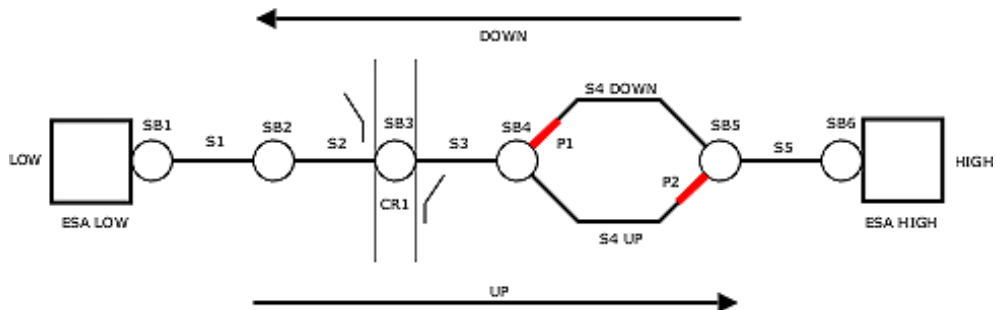 DOWN
S4 DOWN
SB1
SB2
SB3
SB4
SB5
SB6
S1
S2
S3
P1
S5
LOW
HIGH
P2
CR1
ESA LOW
ESA HIGH
S4 UP
UP